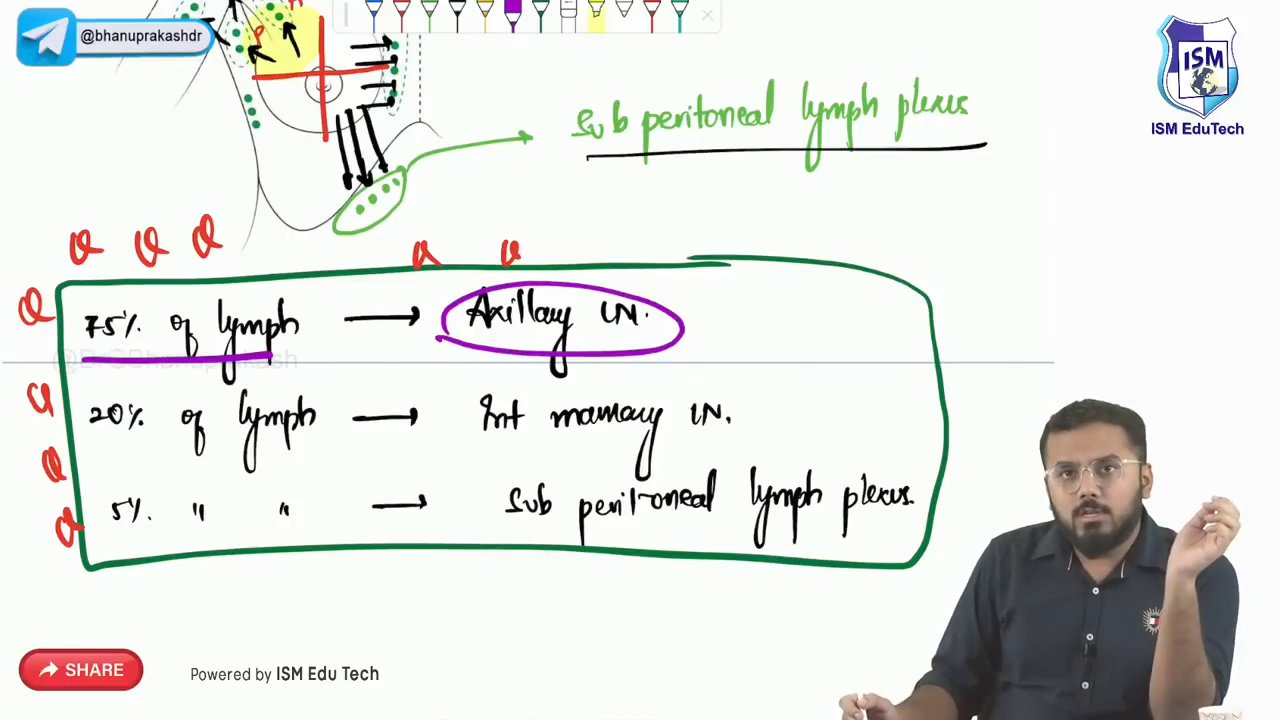 @bhanuprakashdr
P
ISM
ISM EduTech
Sub peritoneal lymph plexus
75% of lymph → Axillary LN.
@DrGBhanuprakash
20% of lymph → Int mamary LN.
5% " " → Sub peritoneal lymph plexus
SHARE
Powered by ISM Edu Tech